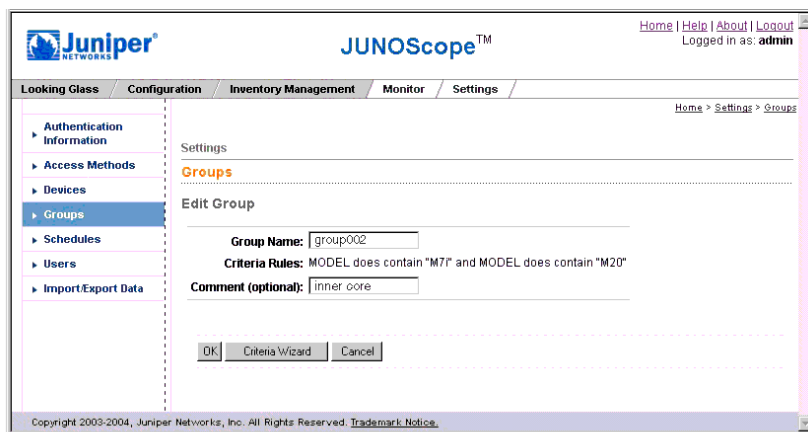 Juniper®
NETWORKS
JUNOScope™
Home | Help | About | Logout
Logged in as: admin
Looking Glass / Configuration / Inventory Management / Monitor / Settings /
Home > Settings > Groups
Authentication Information
Access Methods
Devices
Groups
Schedules
Users
Import/Export Data
Settings
Groups
Edit Group
Group Name: group002
Criteria Rules: MODEL does contain "M7i" and MODEL does contain "M20"
Comment (optional): inner core
OK Criteria Wizard Cancel
Copyright 2003-2004, Juniper Networks, Inc. All Rights Reserved. Trademark Notice.